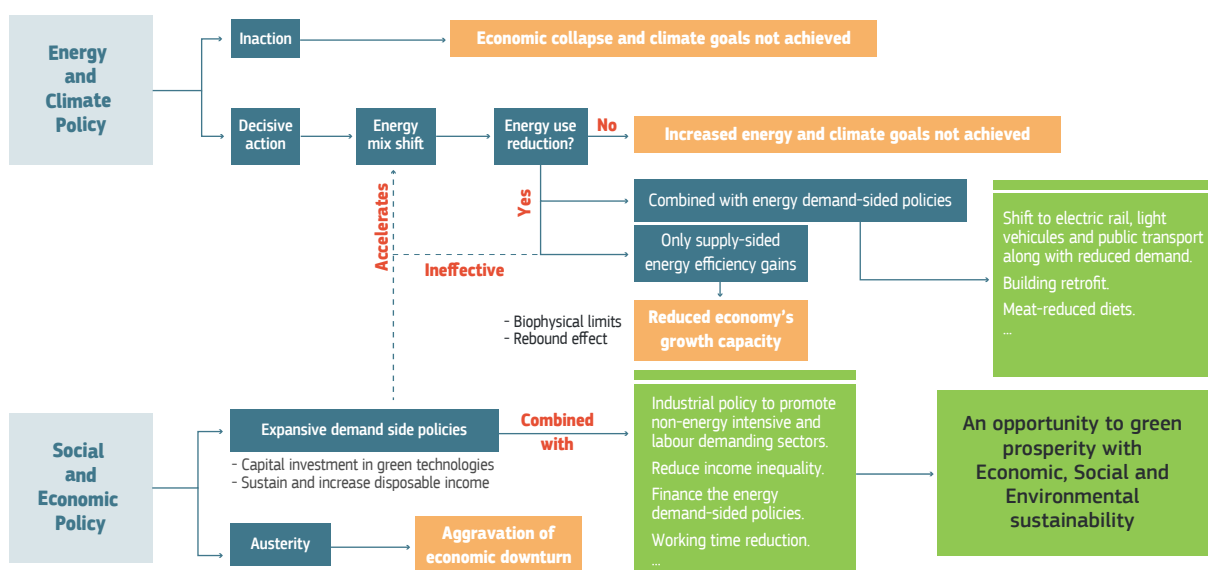 Energy
and
Climate
Policy
Inaction
Economic collapse and climate goals not achieved
Decisive
action
Energy
mix shift
Energy use
reduction?
No
Increased energy and climate goals not achieved
Yes
Combined with energy demand-sided policies
Only supply-sided
energy efficiency gains
Shift to electric rail, light
vehicules and public transport
along with reduced demand.
Building retrofit.
Meat-reduced diets.
...
Accelerates
Ineffective
- Biophysical limits
- Rebound effect
Reduced economy's
growth capacity
Social
and
Economic
Policy
Expansive demand side policies
- Capital investment in green technologies
- Sustain and increase disposable income
Combined
with
Industrial policy to promote
non-energy intensive and
labour demanding sectors.
Reduce income inequality.
Finance the energy
demand-sided policies.
Working time reduction.
...
An opportunity to green
prosperity with
Economic, Social and
Environmental
sustainability
Austerity
Aggravation of
economic downturn